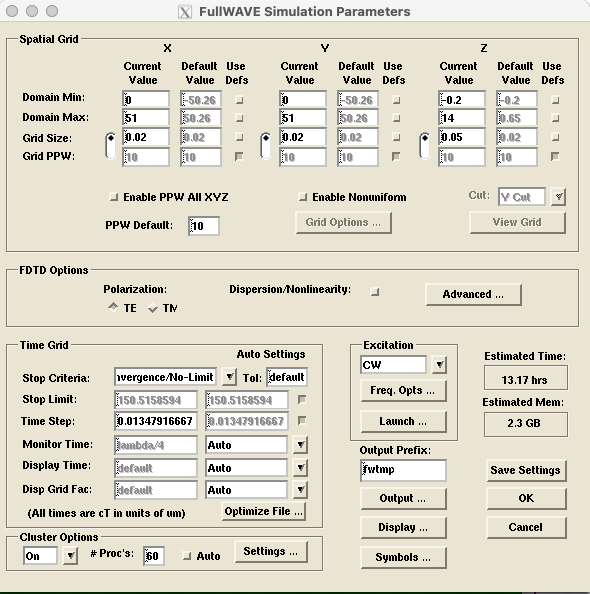 FullWAVE Simulation Parameters
Spatial Grid
X Y Z
Current Value Default Value Use Defs Current Value Default Value Use Defs Current Value Default Value Use Defs
Domain Min: 0 -50.26 0 -50.26 -0.2 -0.2
Domain Max: 51 50.26 51 50.26 14 0.65
Grid Size: 0.02 0.02 0.02 0.02 0.05 0.02
Grid PPW: 10 10 10 10 10 10
Enable PPW All XYZ Enable Nonuniform Cut: Y Cut
PPW Default: 10 Grid Options ... View Grid
FDTD Options
Polarization: Dispersion/Nonlinearity: Advanced ...
TE TM
Time Grid
Auto Settings
Stop Criteria: vergence/No-Limit Tol: default
Stop Limit: 150.5158594 150.5158594
Time Step: 0.01347916667 0.01347916667
Monitor Time: lambda/4 Auto
Display Time: default Auto
Disp Grid Fac: default Auto
(All times are cT in units of um) Optimize File ...
Cluster Options
On # Proc's: 60 Auto Settings ...
Excitation
CW
Freq. Opts ...
Launch ...
Output Prefix:
fwtmp
Output ...
Display ...
Symbols ...
Estimated Time:
13.17 hrs
Estimated Mem:
2.3 GB
Save Settings
OK
Cancel